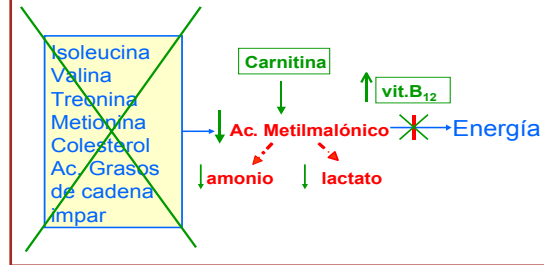 Isoleucina
Valina
Treonina
Metionina
Colesterol
Ac. Grasos
de cadena
impar
Carnitina
vit.B₁₂
Ac. Metilmalónico
Energía
amonio
lactato